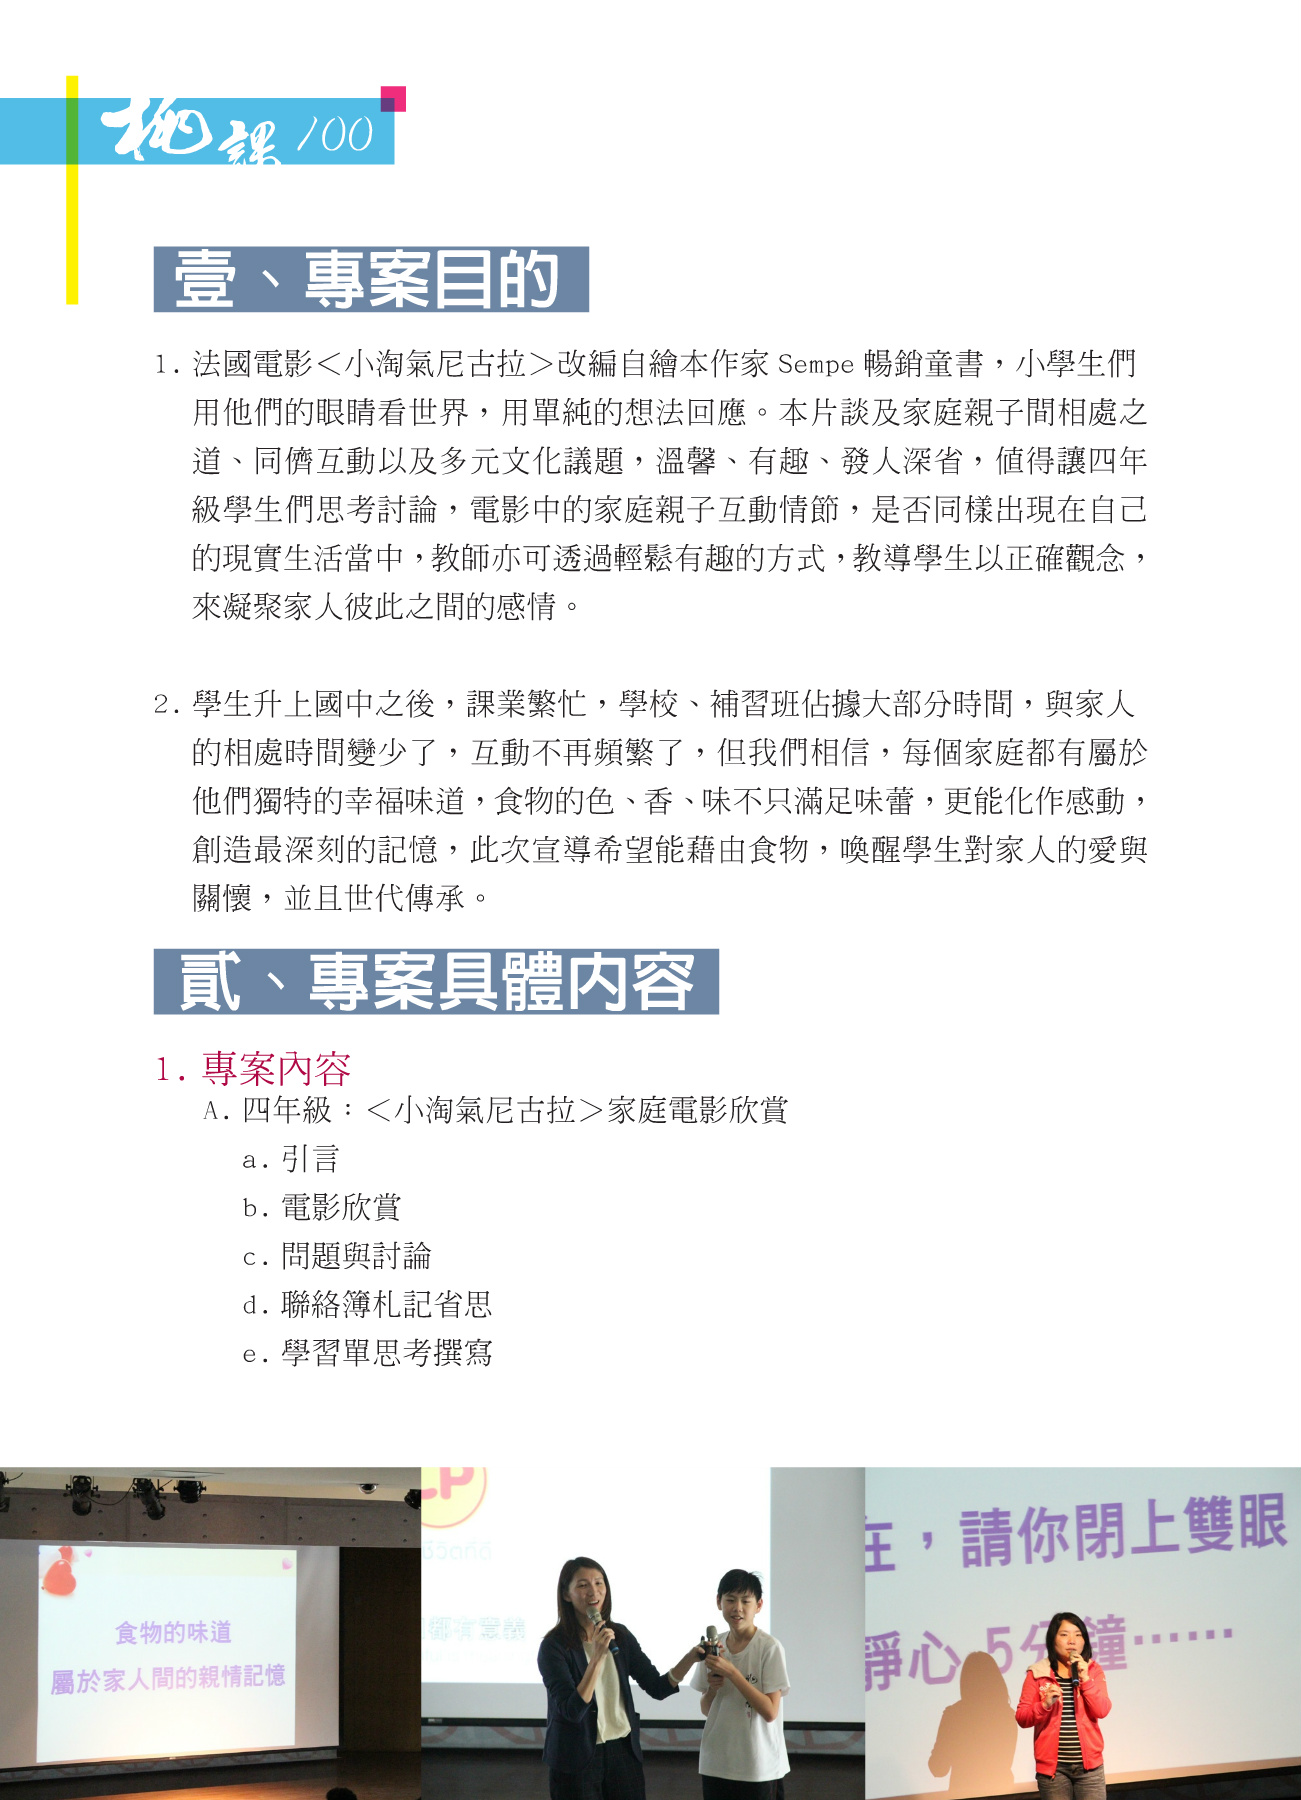 桃課100
壹、專案目的
1. 法國電影＜小淘氣尼古拉＞改編自繪本作家 Sempe 暢銷童書，小學生們
用他們的眼睛看世界，用單純的想法回應。本片談及家庭親子間相處之
道、同儕互動以及多元文化議題，溫馨、有趣、發人深省，值得讓四年
級學生們思考討論，電影中的家庭親子互動情節，是否同樣出現在自己
的現實生活當中，教師亦可透過輕鬆有趣的方式，教導學生以正確觀念，
來凝聚家人彼此之間的感情。
2. 學生升上國中之後，課業繁忙，學校、補習班佔據大部分時間，與家人
的相處時間變少了，互動不再頻繁了，但我們相信，每個家庭都有屬於
他們獨特的幸福味道，食物的色、香、味不只滿足味蕾，更能化作感動，
創造最深刻的記憶，此次宣導希望能藉由食物，喚醒學生對家人的愛與
關懷，並且世代傳承。
貳、專案具體內容
1. 專案內容
A. 四年級：＜小淘氣尼古拉＞家庭電影欣賞
a. 引言
b. 電影欣賞
c. 問題與討論
d. 聯絡簿札記省思
e. 學習單思考撰寫
食物的味道
屬於家人間的親情記憶
都有意義
在，請你閉上雙眼
靜心 5分鐘……